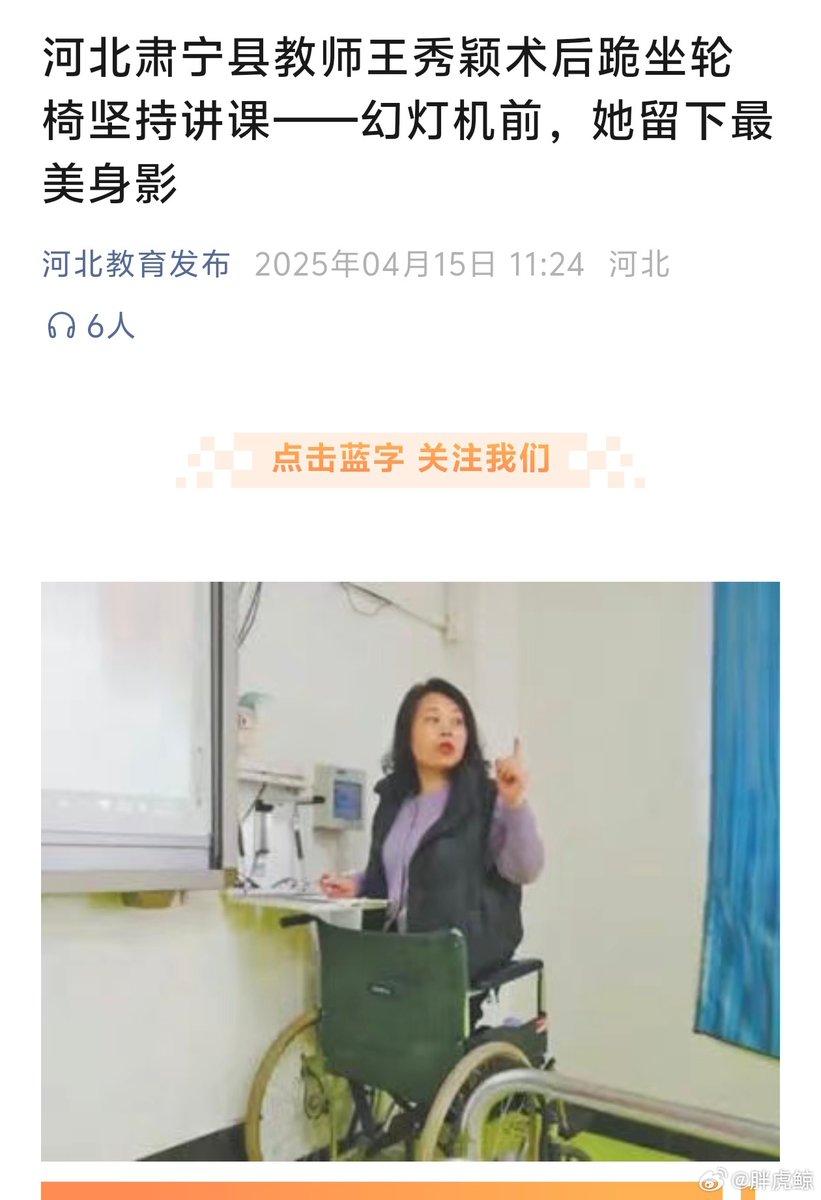 河北肃宁县教师王秀颖术后跪坐轮
椅坚持讲课——幻灯机前，她留下最
美身影
河北教育发布 2025年04月15日 11:24 河北
6人
点击蓝字 关注我们
@胖虎鲸